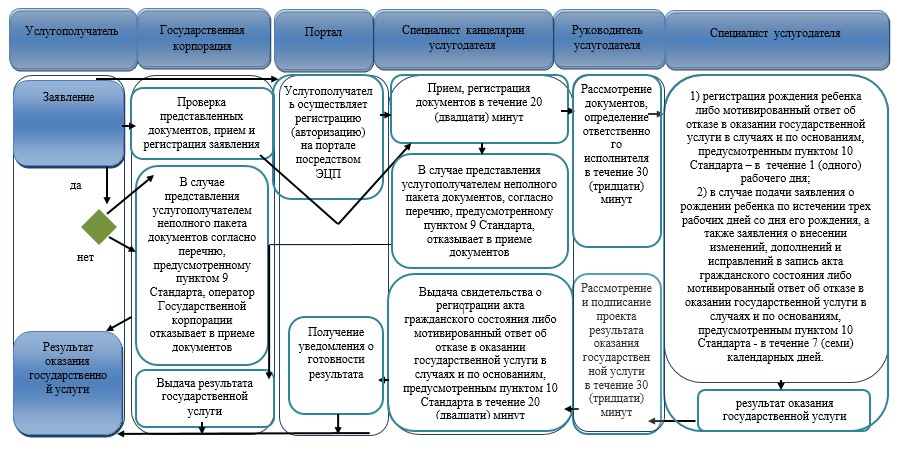 Услугополучатель
Государственная
корпорация
Портал
Специалист канцелярии
услугодателя
Руководитель
услугодателя
Специалист услугодателя
Заявление
да
нет
Результат
оказания
государственно
й услуги
Проверка
представленных
документов, прием и
регистрация заявления
В случае
представления
услугополучателем
неполного пакета
документов согласно
перечню,
предусмотренному
пунктом 9
Стандарта, оператор
Государственной
корпорации
отказывает в приеме
документов
Выдача результата
государственной
услуги
Услугополучател
ь осуществляет
регистрацию
(авторизацию)
на портале
посредством
ЭЦП
Получение
уведомления о
готовности
результата
Прием, регистрация
документов в течение 20
(двадцати) минут
В случае представления
услугополучателем неполного
пакета документов, согласно
перечню, предусмотренному
пунктом 9 Стандарта,
отказывает в приеме
документов
Выдача свидетельства о
регистрации акта
гражданского состояния либо
мотивированный ответ об
отказе в оказании
государственной услуги в
случаях и по основаниям,
предусмотренным пунктом 10
Стандарта в течение 20
(двадцати) минут
Рассмотрение
документов,
определение
ответственно
го
исполнителя
в течение 30
(тридцати)
минут
Рассмотрение
и подписание
проекта
результата
оказания
государствен
ной услуги
в течение 30
(тридцати)
минут
1) регистрация рождения ребенка
либо мотивированный ответ об
отказе в оказании государственной
услуги в случаях и по основаниям,
предусмотренным пунктом 10
Стандарта – в течение 1 (одного)
рабочего дня;
2) в случае подачи заявления о
рождении ребенка по истечении трех
рабочих дней со дня его рождения, а
также заявления о внесении
изменений, дополнений и
исправлений в запись акта
гражданского состояния либо
мотивированный ответ об отказе в
оказании государственной услуги в
случаях и по основаниям,
предусмотренным пунктом 10
Стандарта - в течение 7 (семи)
календарных дней.
результат оказания
государственной услуги